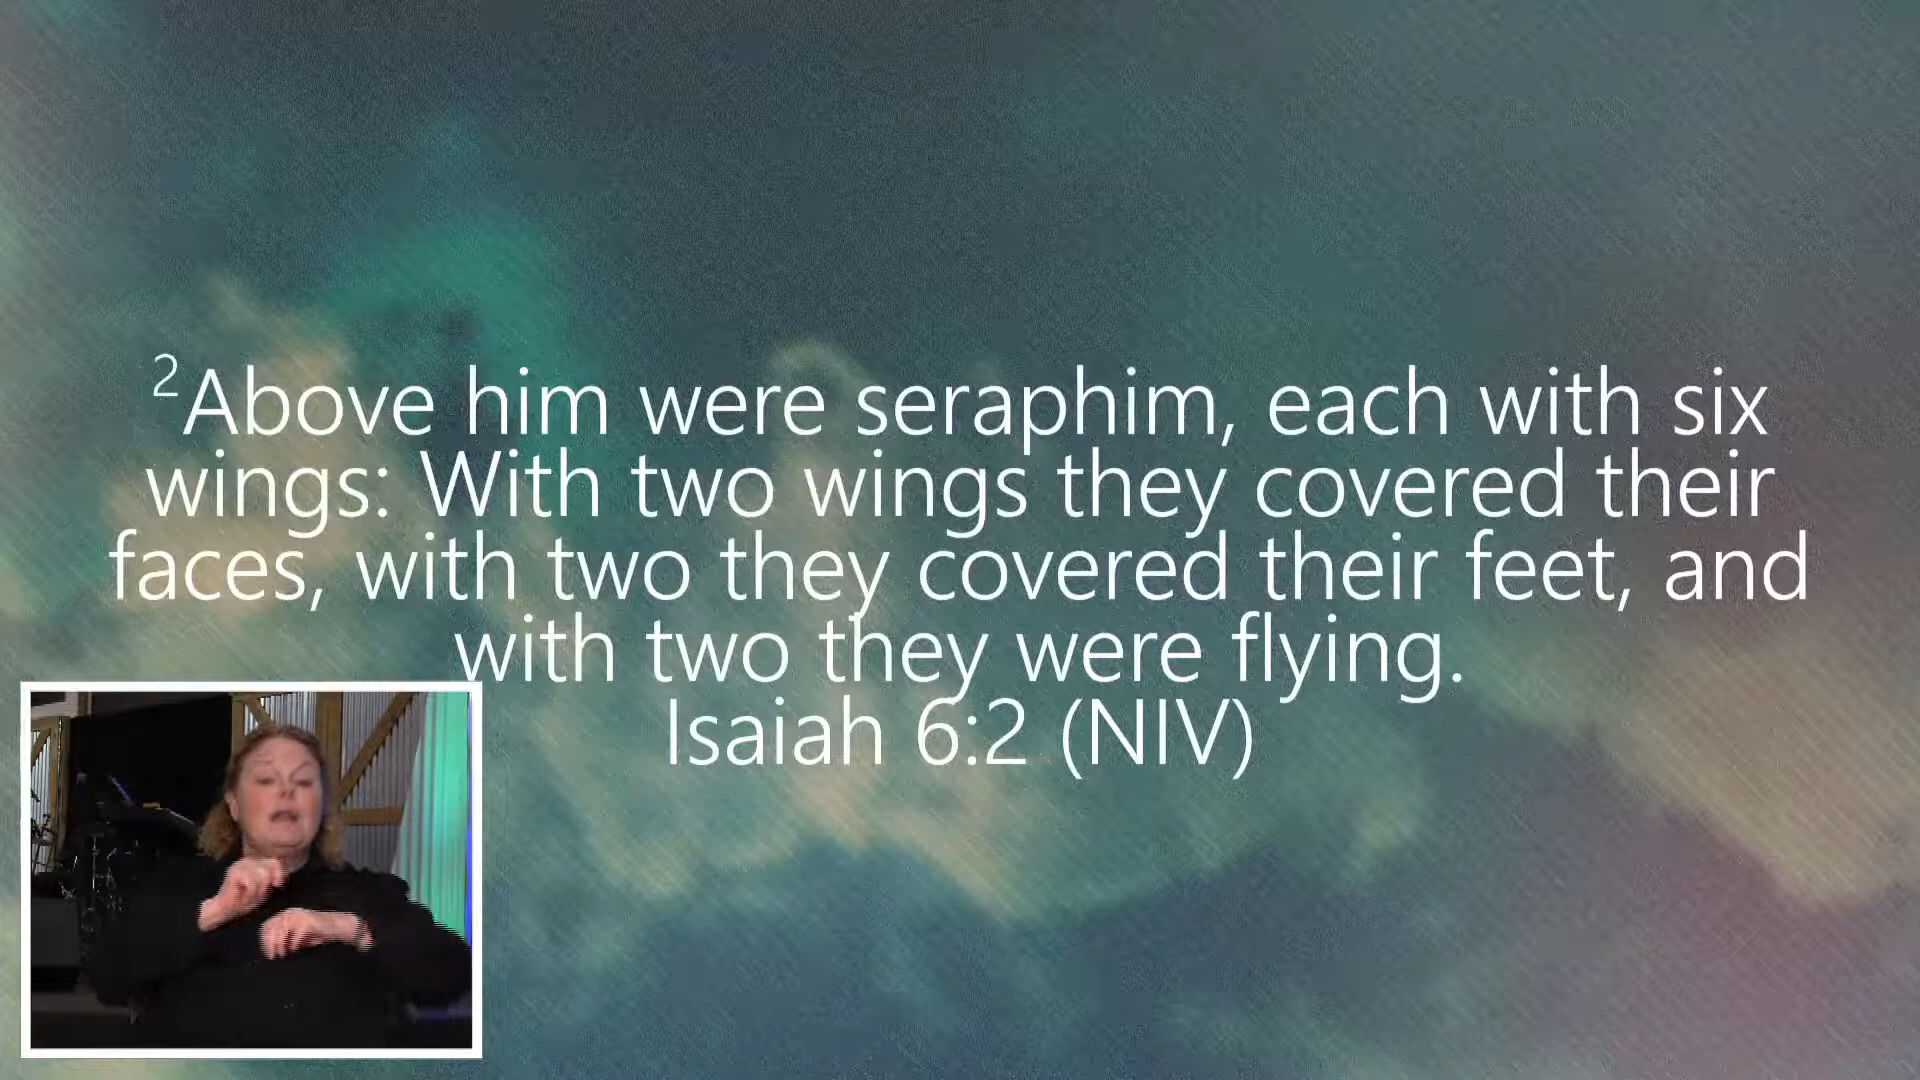 ²Above him were seraphim, each with six
wings: With two wings they covered their
faces, with two they covered their feet, and
with two they were flying.
Isaiah 6:2 (NIV)